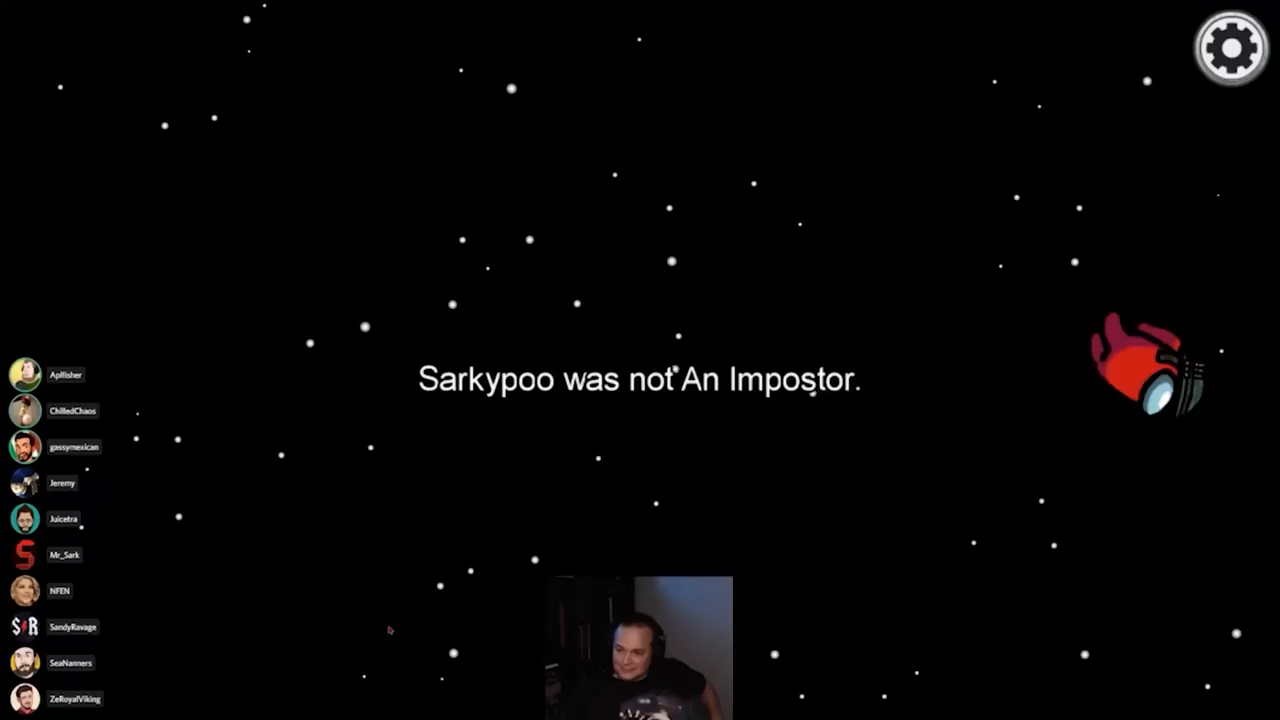 Sarkypoo was not An Impostor.
Aplfisher
ChilledChaos
gassymexican
Jeremy
Juicetra
Mr_Sark
NFEN
SandyRavage
SeaNanners
ZeRoyalViking